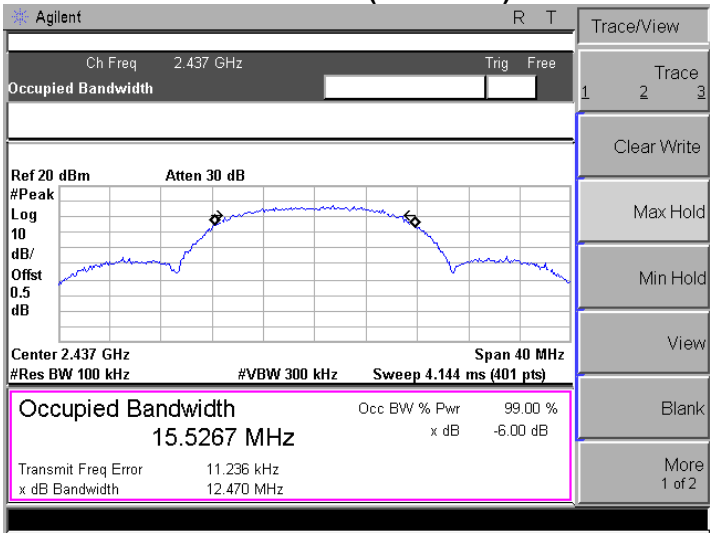 Agilent R T
Ch Freq 2.437 GHz Trig Free
Occupied Bandwidth
Ref 20 dBm Atten 30 dB
#Peak
Log
10
dB/
Offst
0.5
dB
Center 2.437 GHz Span 40 MHz
#Res BW 100 kHz #VBW 300 kHz Sweep 4.144 ms (401 pts)
Occupied Bandwidth Occ BW % Pwr 99.00 %
15.5267 MHz x dB -6.00 dB
Transmit Freq Error 11.236 kHz
x dB Bandwidth 12.470 MHz
Trace/View
Trace
1 2 3
Clear Write
Max Hold
Min Hold
View
Blank
More
1 of 2